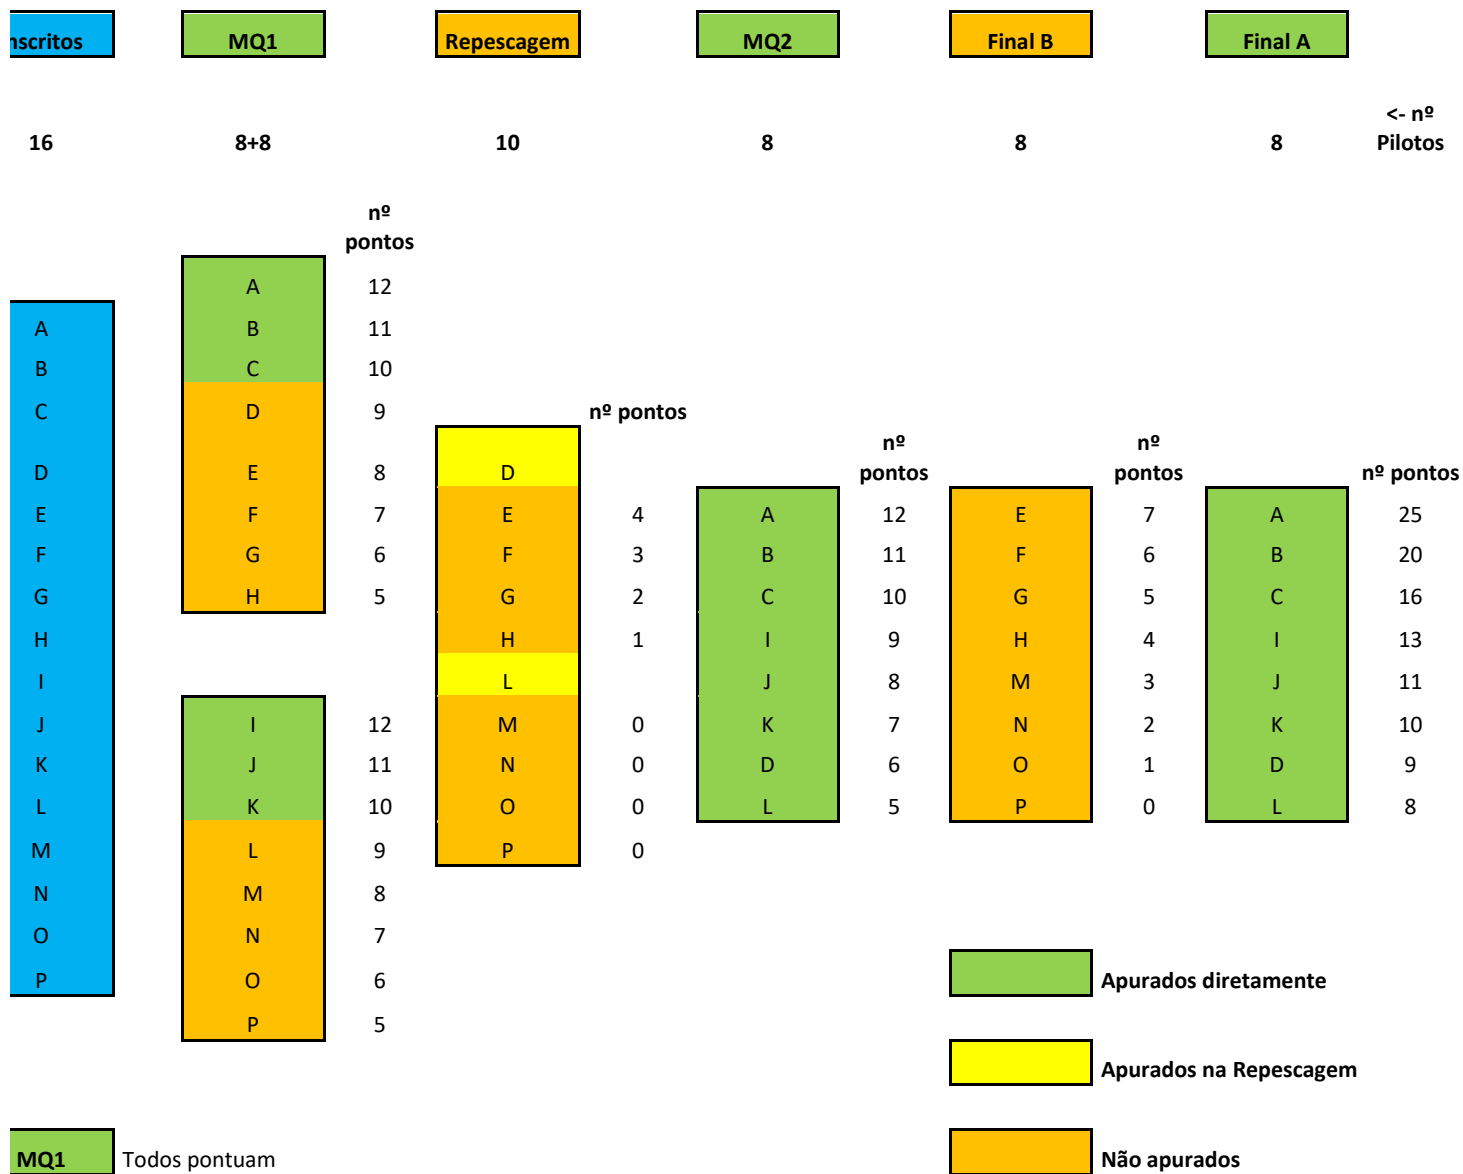 nscritos MQ1 Repescagem MQ2 Final B Final A
<- nº
16 8+8 10 8 8 8 Pilotos
nº
pontos
A 12
A B 11
B C 10
C D 9 nº pontos
nº nº
D E 8 D pontos pontos nº pontos
E F 7 E 4 A 12 E 7 A 25
F G 6 F 3 B 11 F 6 B 20
G H 5 G 2 C 10 G 5 C 16
H H 1 I 9 H 4 I 13
I L J 8 M 3 J 11
J I 12 M 0 K 7 N 2 K 10
K J 11 N 0 D 6 O 1 D 9
L K 10 O 0 L 5 P 0 L 8
M L 9 P 0
N M 8
O N 7
P O 6 Apurados diretamente
P 5
Apurados na Repescagem
MQ1 Todos pontuam Não apurados